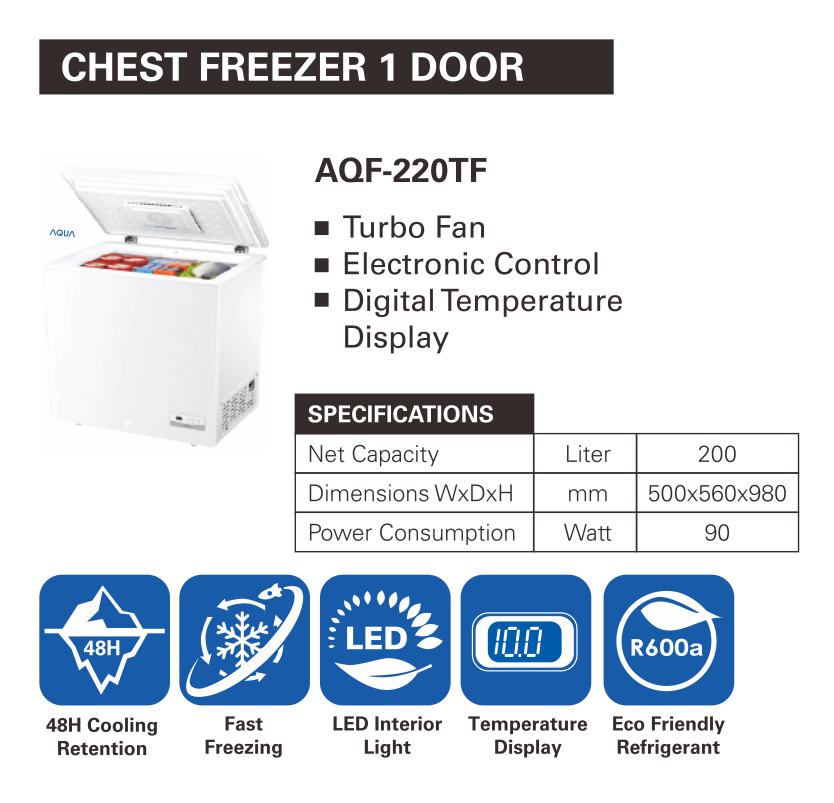 CHEST FREEZER 1 DOOR
AQUA
AQF-220TF
Turbo Fan
Electronic Control
Digital Temperature
Display
SPECIFICATIONS
Net Capacity Liter 200
Dimensions WxDxH mm 500x560x980
Power Consumption Watt 90
48H
LED
10.0
R600a
48H Cooling
Retention
Fast
Freezing
LED Interior
Light
Temperature
Display
Eco Friendly
Refrigerant